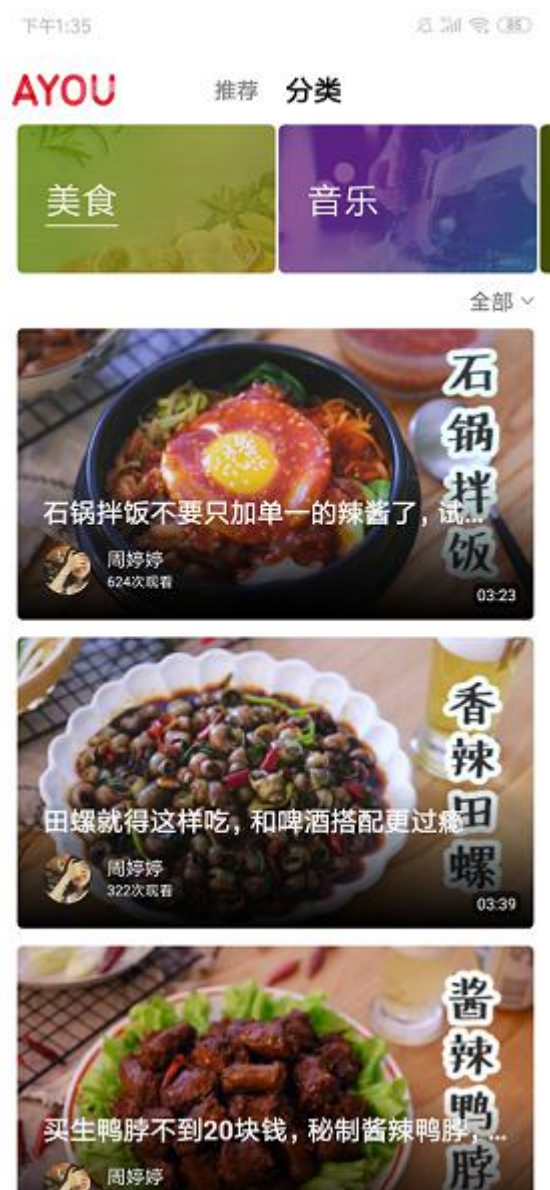 下午1:35
85
AYOU
推荐 分类
美食
音乐
全部
石锅拌饭
石锅拌饭不要只加单一的辣酱了，试...
周婷婷
624次观看
03:23
香辣田螺
田螺就得这样吃，和啤酒搭配更过瘾
周婷婷
322次观看
03:39
酱辣鸭脖
买生鸭脖不到20块钱，秘制酱辣鸭脖，...
周婷婷